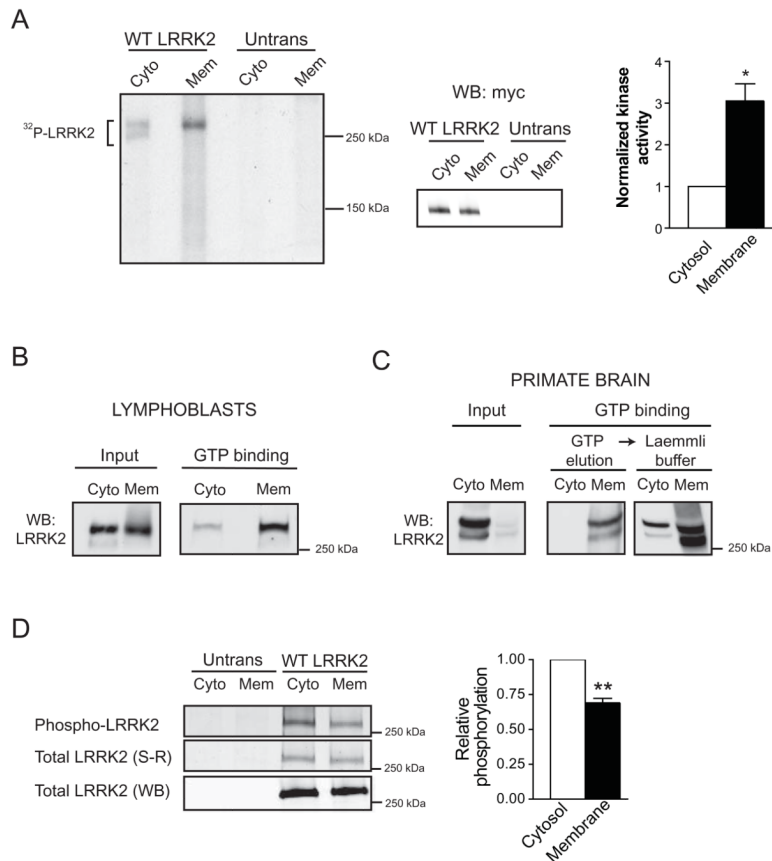 A
WT LRRK2 Untrans
Cyto Mem Cyto Mem
32P-LRRK2
250 kDa
150 kDa
WB: myc
WT LRRK2 Untrans
Cyto Mem Cyto Mem
Normalized kinase
activity
4
3
2
1
0
*
Cytosol
Membrane
B
LYMPHOBLASTS
Input GTP binding
Cyto Mem Cyto Mem
WB:
LRRK2
250 kDa
C
PRIMATE BRAIN
Input GTP binding
GTP → Laemmli
elution buffer
Cyto Mem Cyto Mem Cyto Mem
WB:
LRRK2
250 kDa
D
Untrans WT LRRK2
Cyto Mem Cyto Mem
Phospho-LRRK2
250 kDa
Total LRRK2 (S-R)
250 kDa
Total LRRK2 (WB)
250 kDa
Relative
phosphorylation
1.00
0.75
0.50
0.25
0.00
**
Cytosol
Membrane